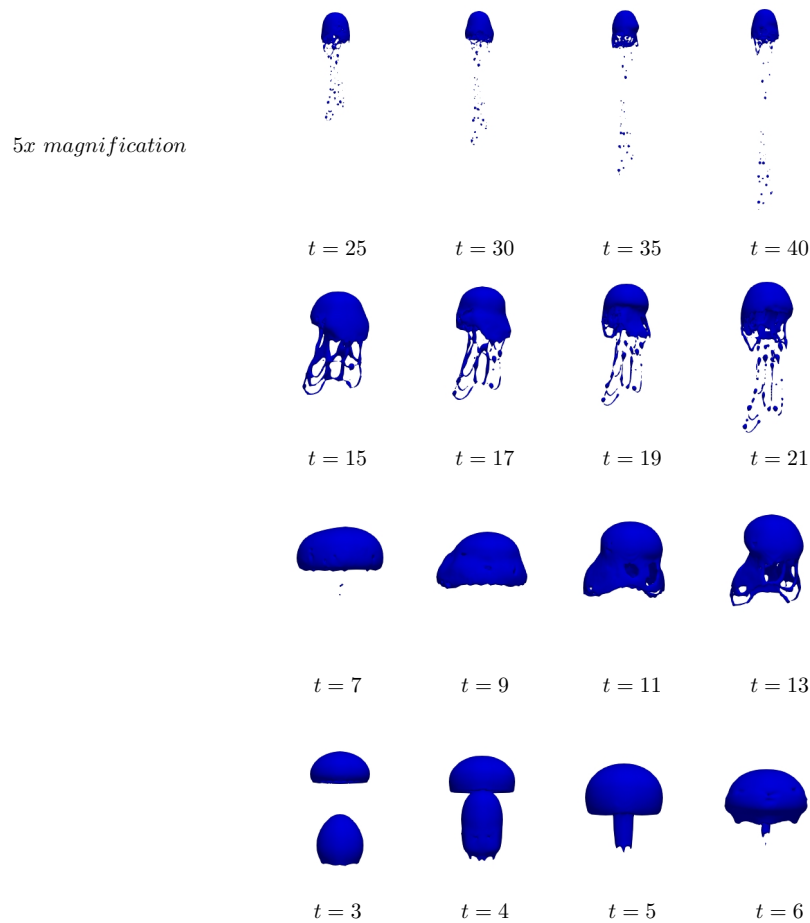 5x magnification
t = 25 t = 30 t = 35 t = 40
t = 15 t = 17 t = 19 t = 21
t = 7 t = 9 t = 11 t = 13
t = 3 t = 4 t = 5 t = 6